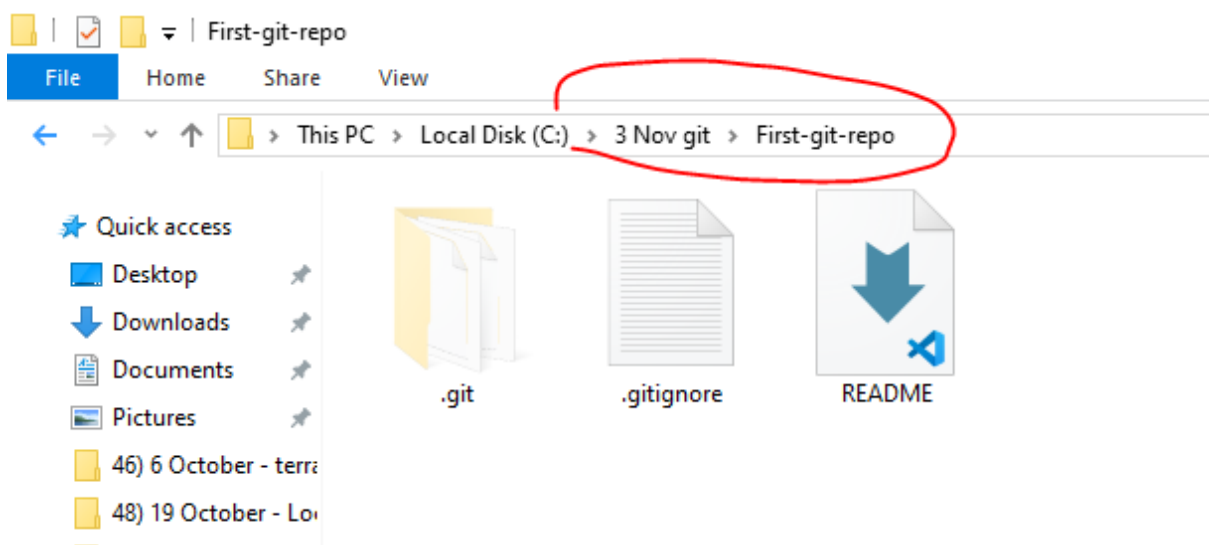 First-git-repo
File Home Share View
This PC > Local Disk (C:) > 3 Nov git > First-git-repo
Quick access
Desktop
Downloads
Documents
Pictures
46) 6 October - terra
48) 19 October - Lo
.git
.gitignore
README